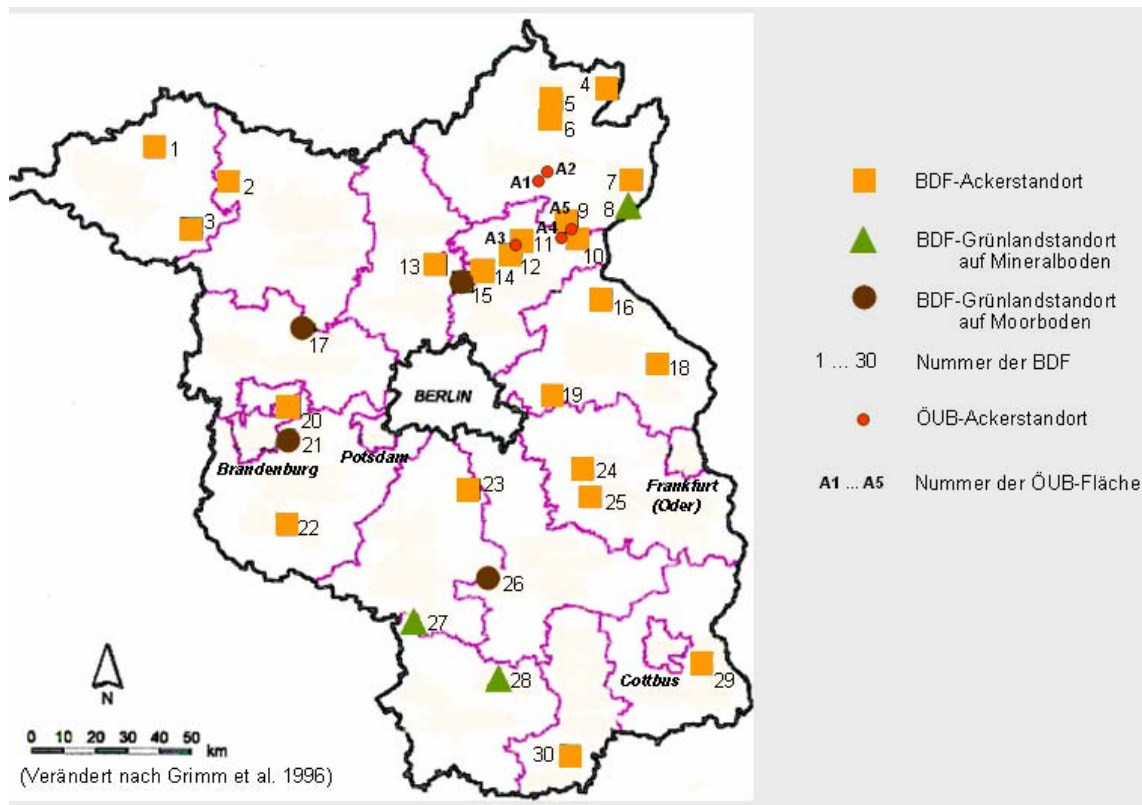 4
5
6
1
A2
A1
2
7
A5
9
8
3
A4
A3
11
10
12
13
14
15
16
17
18
BERLIN
19
20
21
Brandenburg
Potsdam
24
23
Frankfurt
(Oder)
25
22
26
27
28
Cottbus
29
30
N
0 10 20 30 40 50 km
(Verändert nach Grimm et al. 1996)
BDF-Ackerstandort
BDF-Grünlandstandort
auf Mineralboden
BDF-Grünlandstandort
auf Moorboden
1 ... 30 Nummer der BDF
ÖUB-Ackerstandort
A1 ... A5 Nummer der ÖUB-Fläche